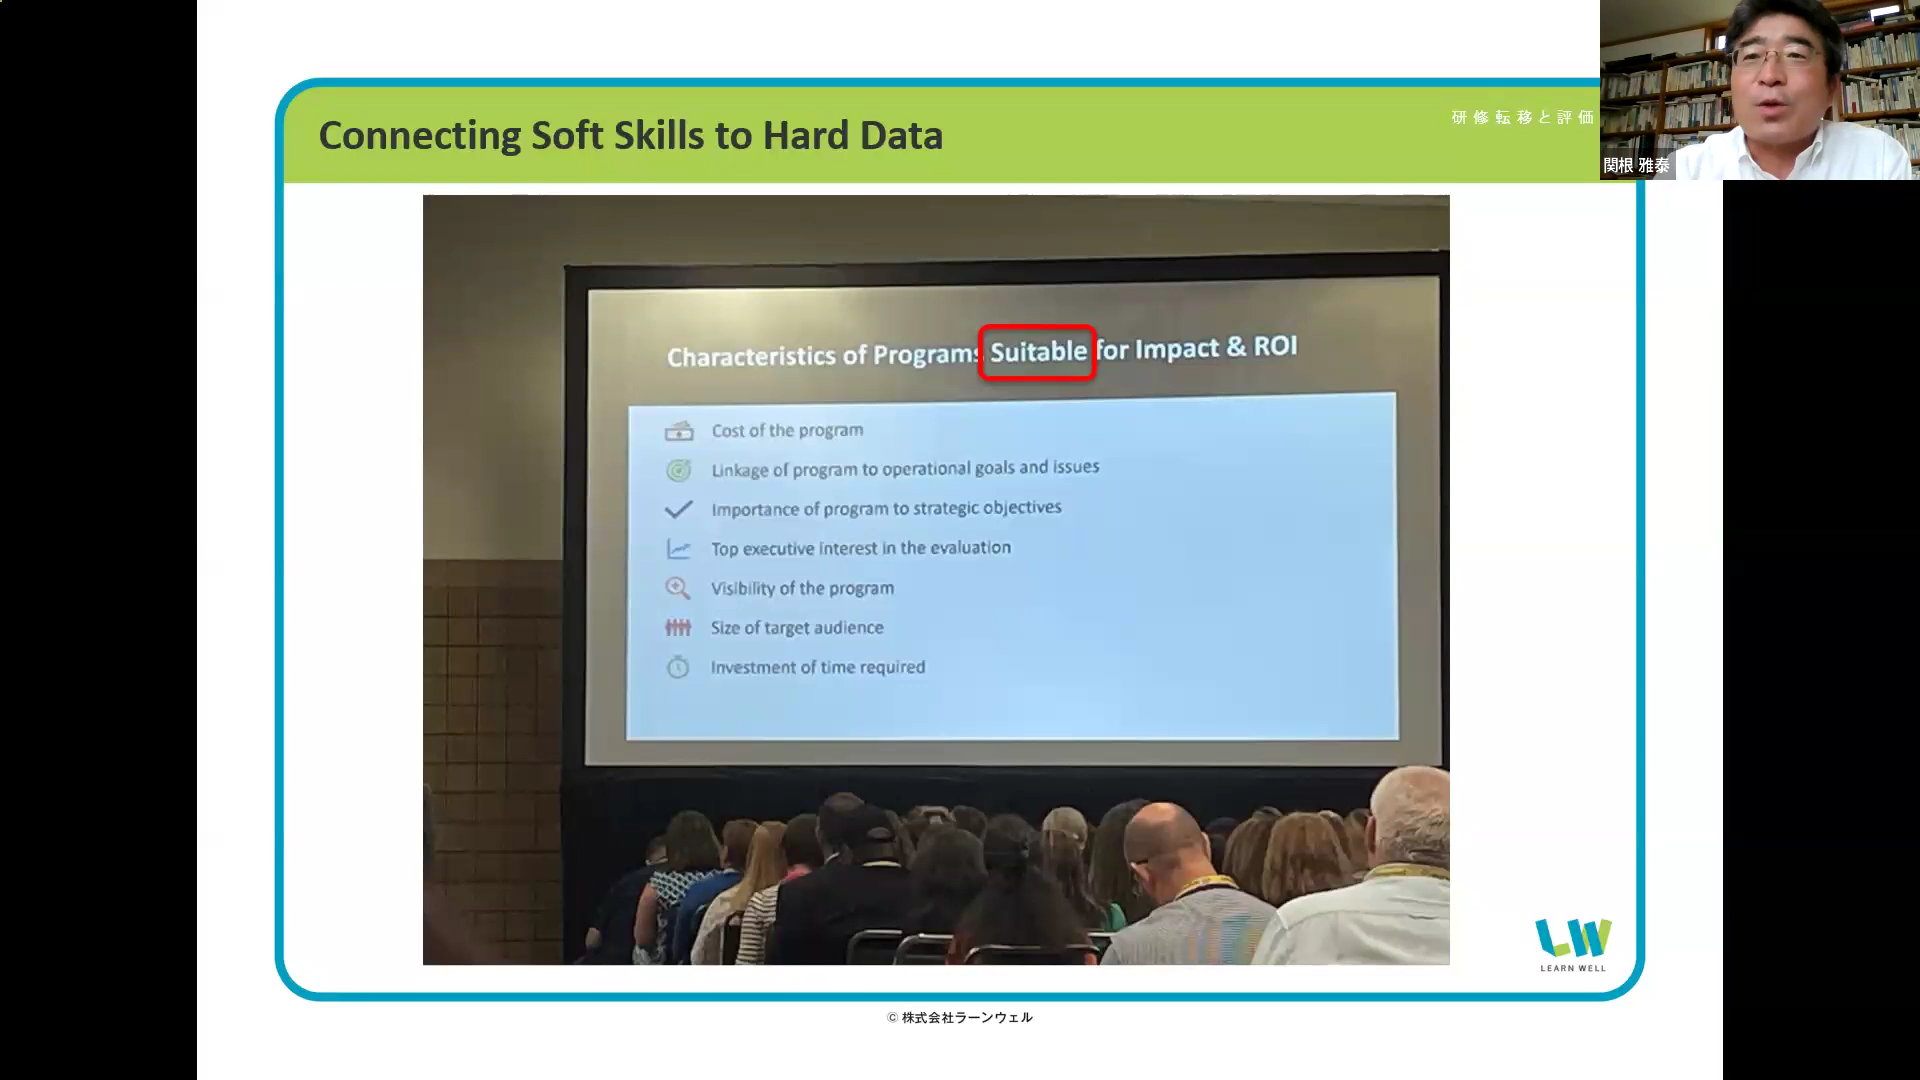 Connecting Soft Skills to Hard Data
研修転移と評価
関根 雅泰
Characteristics of Programs Suitable for Impact & ROI
Cost of the program
Linkage of program to operational goals and issues
Importance of program to strategic objectives
Top executive interest in the evaluation
Visibility of the program
Size of target audience
Investment of time required
LW
LEARN WELL
© 株式会社ラーンウェル